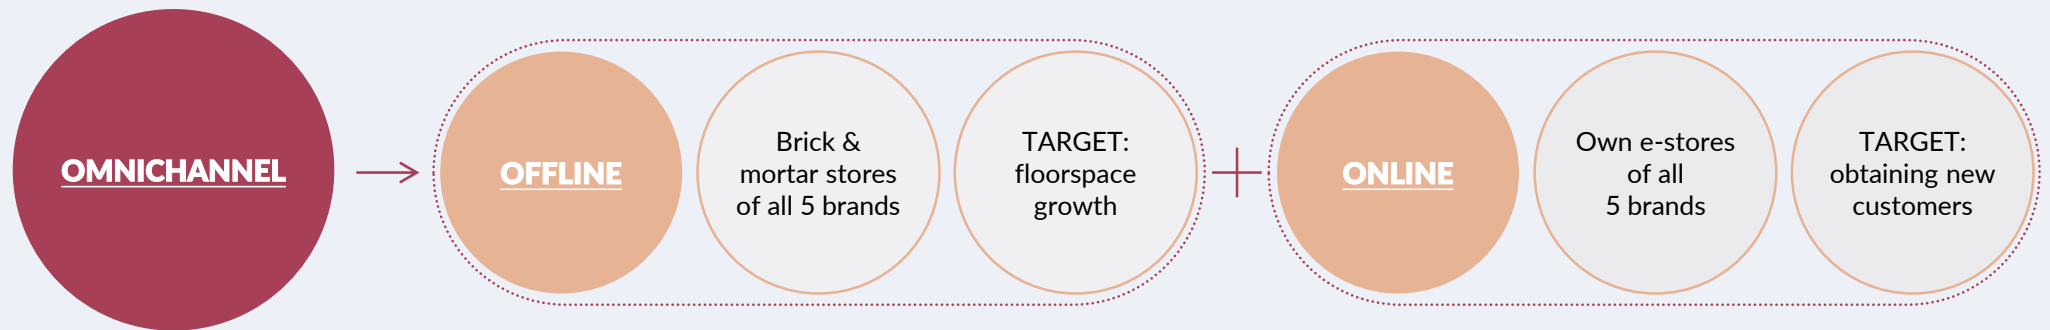 OMNICHANNEL
OFFLINE
Brick &
mortar stores
of all 5 brands
TARGET:
floorspace
growth
ONLINE
Own e-stores
of all
5 brands
TARGET:
obtaining new
customers